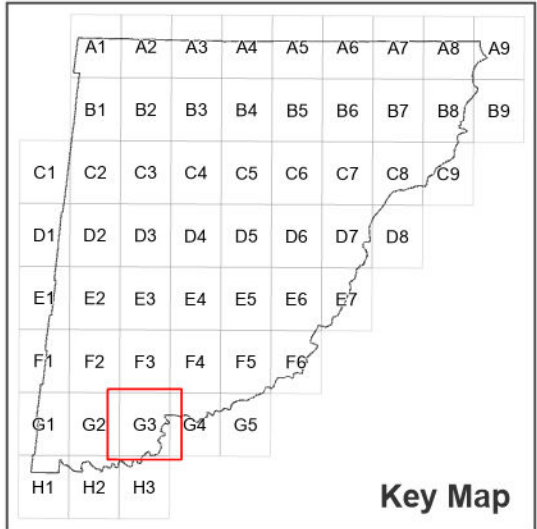 A1 A2 A3 A4 A5 A6 A7 A8 A9
B1 B2 B3 B4 B5 B6 B7 B8 B9
C1 C2 C3 C4 C5 C6 C7 C8 C9
D1 D2 D3 D4 D5 D6 D7 D8
E1 E2 E3 E4 E5 E6 E7
F1 F2 F3 F4 F5 F6
G1 G2 G3 G4 G5
H1 H2 H3
Key Map